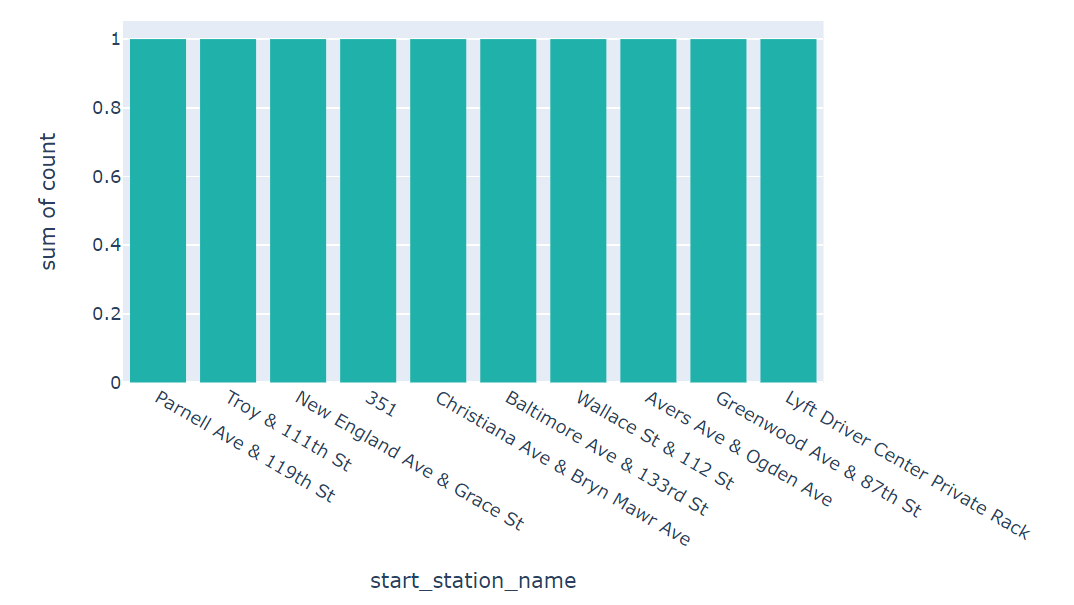 sum of count
1
0.8
0.6
0.4
0.2
0
Parnell Ave & 119th St
Troy & 111th St
New England Ave & Grace St
351
Christiana Ave & Bryn Mawr Ave
Baltimore Ave & 133rd St
Wallace St & 112 St
Avers Ave & Ogden Ave
Greenwood Ave & 87th St
Lyft Driver Center Private Rack
start_station_name